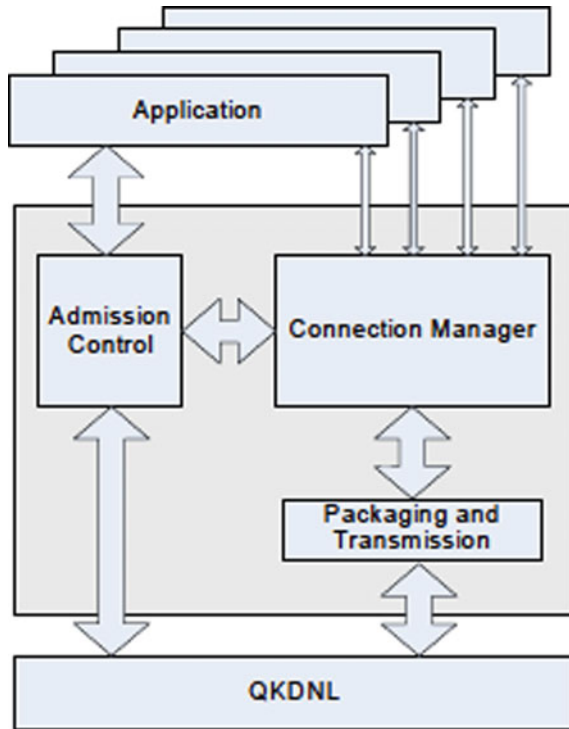 Application
Admission
Control
Connection Manager
Packaging and
Transmission
QKDNL